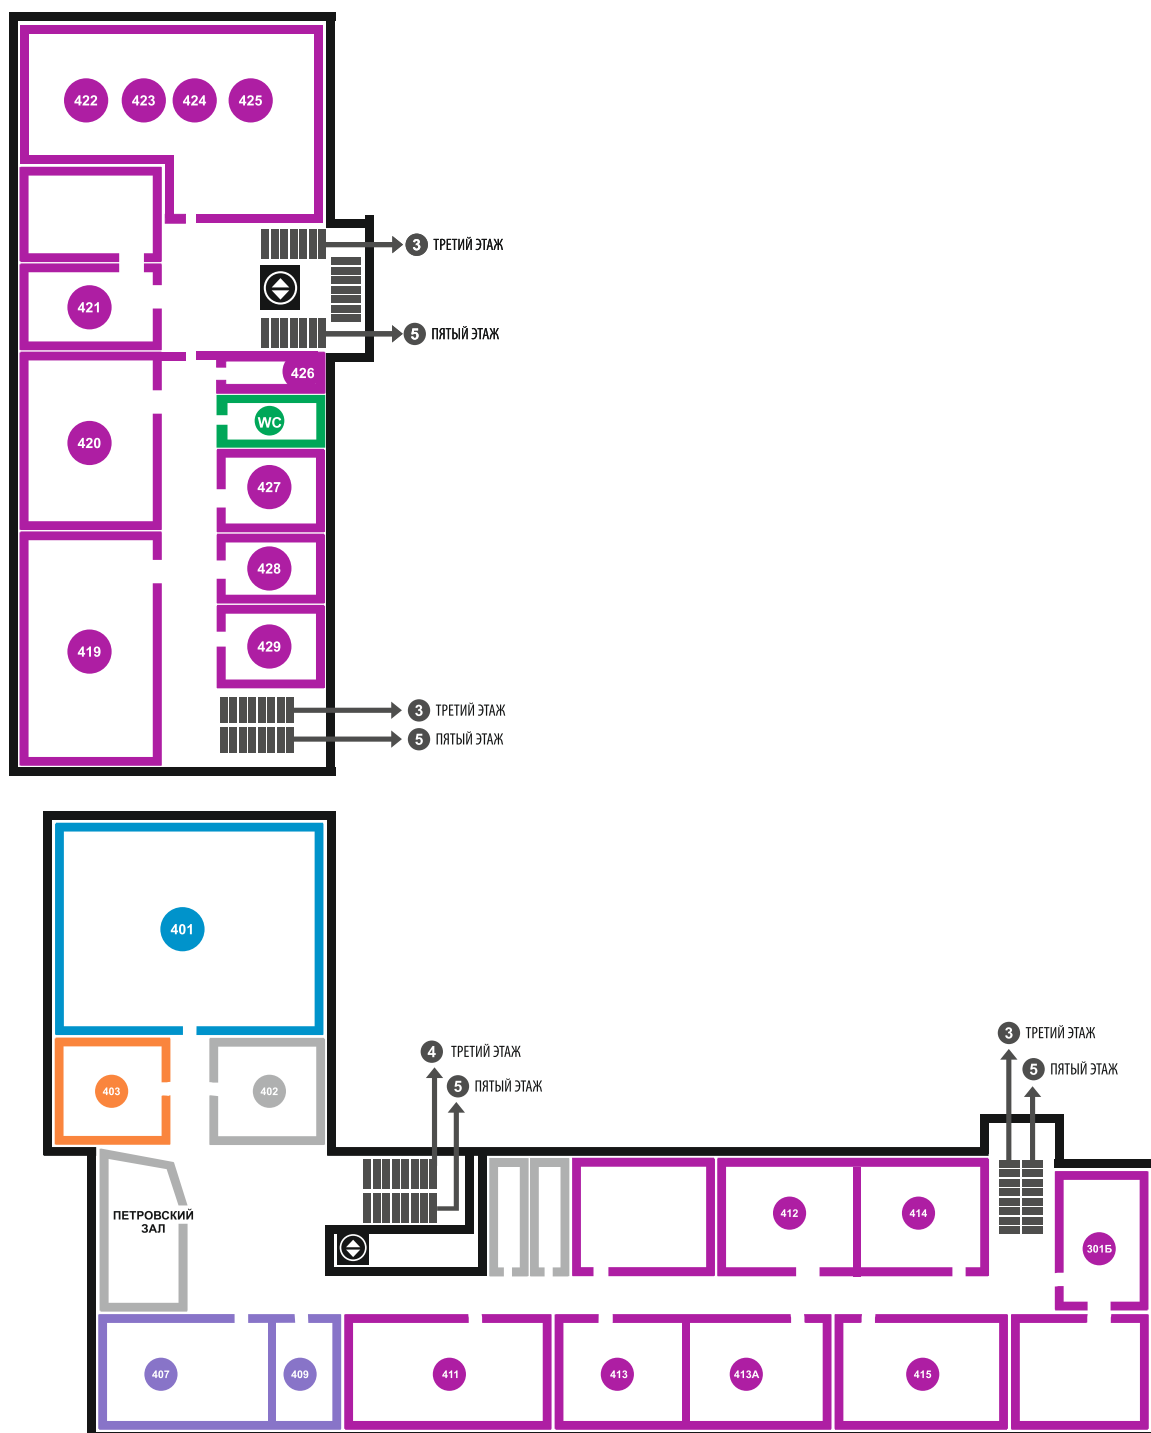 422 423 424 425
3 ТРЕТИЙ ЭТАЖ
421
5 ПЯТЫЙ ЭТАЖ
426
WC
420
427
428
419
429
3 ТРЕТИЙ ЭТАЖ
5 ПЯТЫЙ ЭТАЖ
401
3 ТРЕТИЙ ЭТАЖ
4 ТРЕТИЙ ЭТАЖ
5 ПЯТЫЙ ЭТАЖ
5 ПЯТЫЙ ЭТАЖ
403
402
ПЕТРОВСКИЙ
ЗАЛ
412
414
301Б
407
409
411
413
413А
415